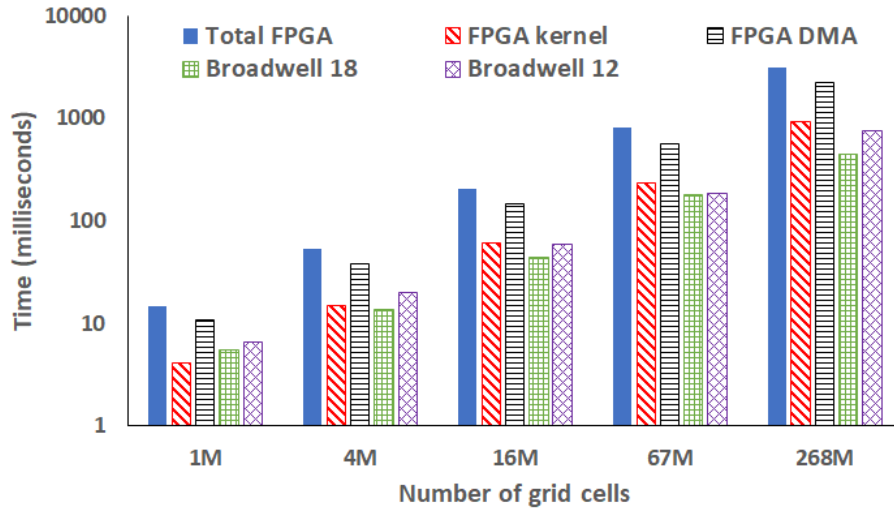 10000
Total FPGA FPGA kernel FPGA DMA
Broadwell 18 Broadwell 12
1000
100
10
1
Time (milliseconds)
1M 4M 16M 67M 268M
Number of grid cells